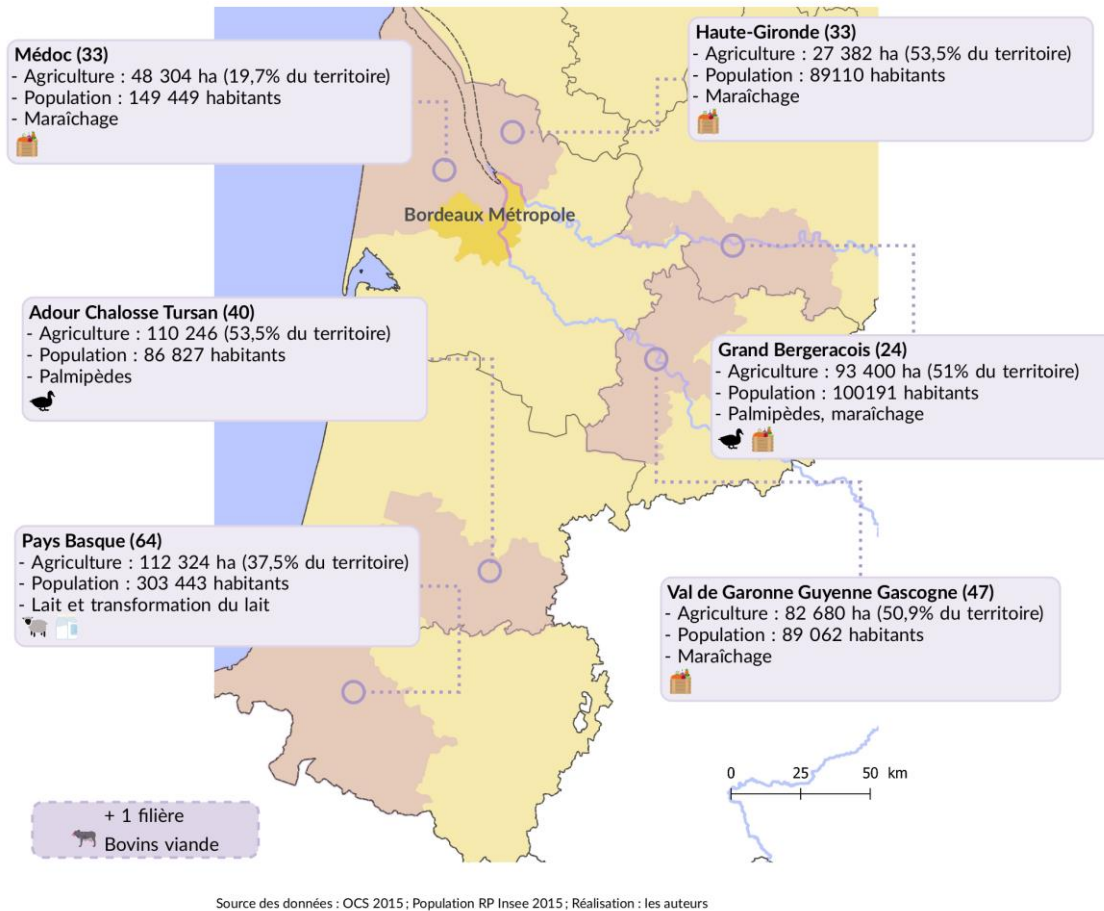 Médoc (33)
- Agriculture : 48 304 ha (19,7% du territoire)
- Population : 149 449 habitants
- Maraîchage
Haute-Gironde (33)
- Agriculture : 27 382 ha (53,5% du territoire)
- Population : 89110 habitants
- Maraîchage
Bordeaux Métropole
Adour Chalosse Tursan (40)
- Agriculture : 110 246 (53,5% du territoire)
- Population : 86 827 habitants
- Palmipèdes
Grand Bergeracois (24)
- Agriculture : 93 400 ha (51% du territoire)
- Population : 100191 habitants
- Palmipèdes, maraîchage
Pays Basque (64)
- Agriculture : 112 324 ha (37,5% du territoire)
- Population : 303 443 habitants
- Lait et transformation du lait
Val de Garonne Guyenne Gascogne (47)
- Agriculture : 82 680 ha (50,9% du territoire)
- Population : 89 062 habitants
- Maraîchage
0 25 50 km
+ 1 filière
Bovins viande
Source des données : OCS 2015 ; Population RP Insee 2015 ; Réalisation : les auteurs